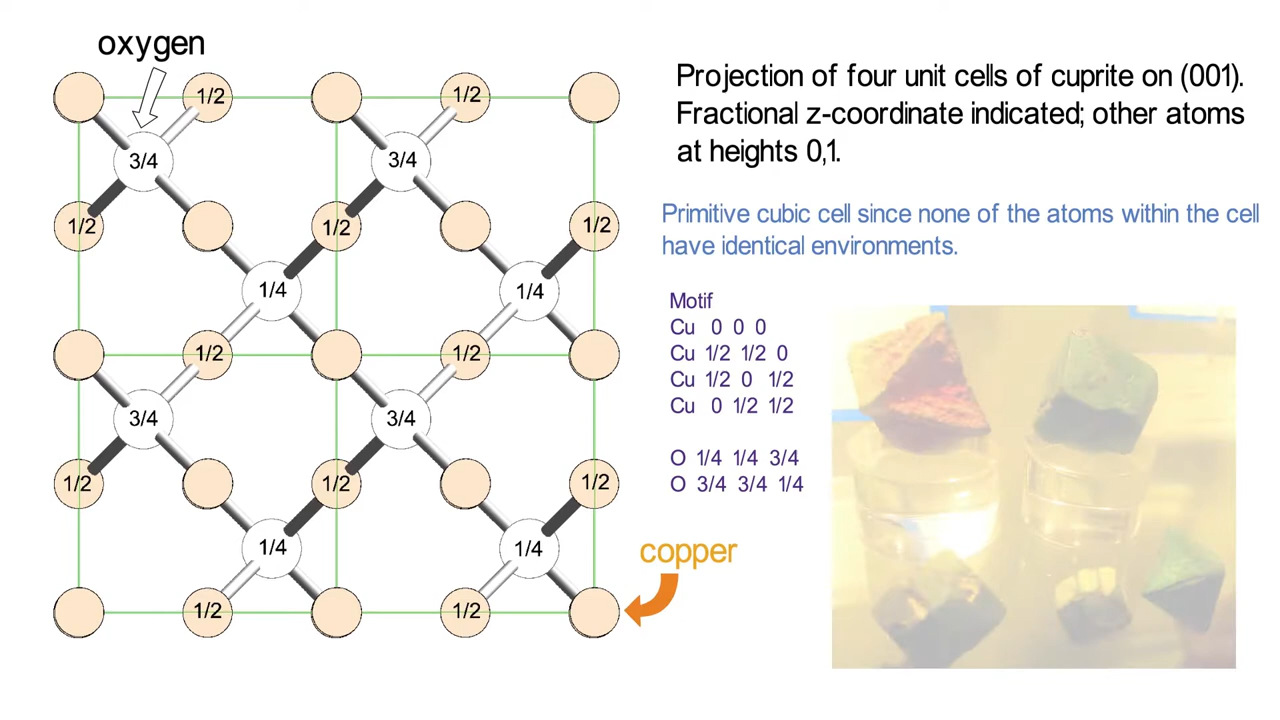 oxygen
1/2 1/2
3/4 3/4
1/2 1/2 1/2
1/4 1/4
1/2 1/2
3/4 3/4
1/2 1/2 1/2
1/4 1/4
1/2 1/2
copper
Projection of four unit cells of cuprite on (001).
Fractional z-coordinate indicated; other atoms
at heights 0,1.
Primitive cubic cell since none of the atoms within the cell
have identical environments.
Motif
Cu 0 0 0
Cu 1/2 1/2 0
Cu 1/2 0 1/2
Cu 0 1/2 1/2
O 1/4 1/4 3/4
O 3/4 3/4 1/4